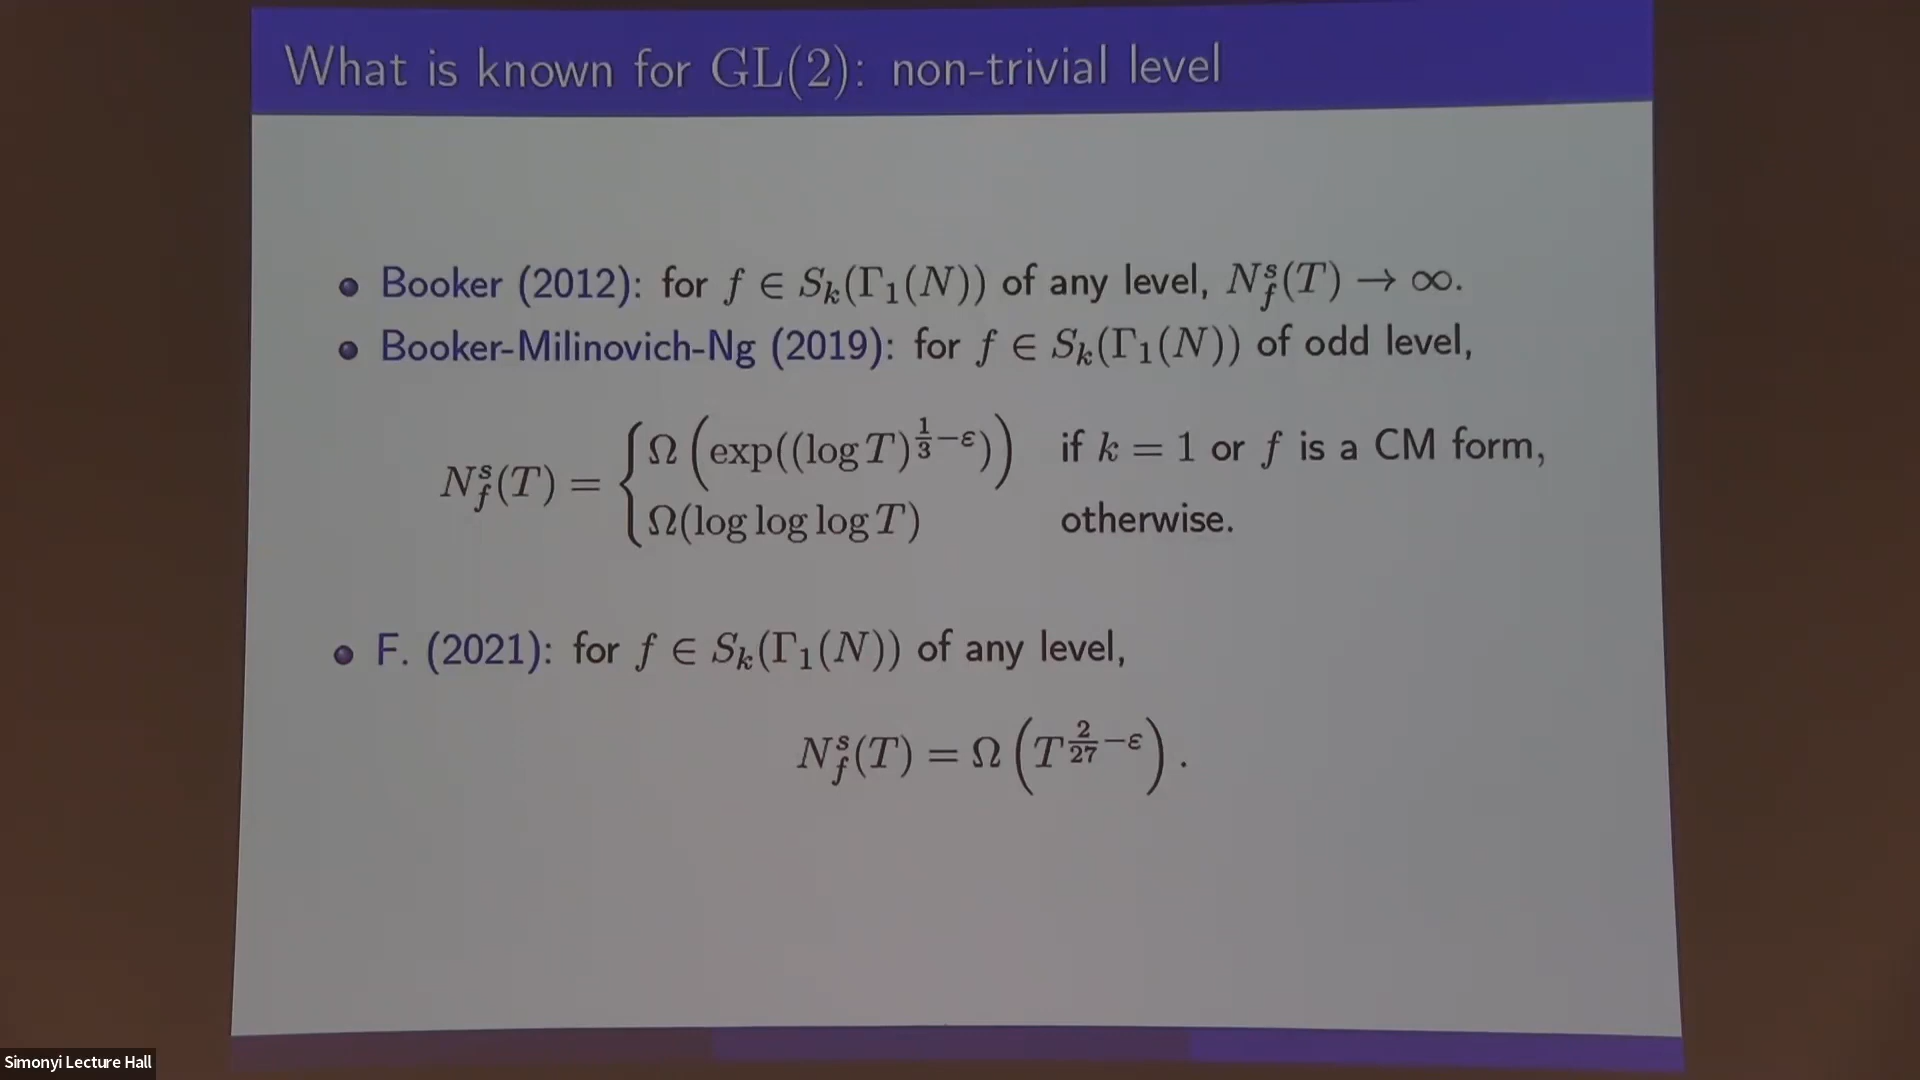 What is known for GL(2): non-trivial level
• Booker (2012): for f ∈ S_k(Γ_1(N)) of any level, N_f^s(T) → ∞.
• Booker-Milinovich-Ng (2019): for f ∈ S_k(Γ_1(N)) of odd level,
N_f^s(T) = { Ω(exp((log T)^{1/3−ε})) if k = 1 or f is a CM form,
Ω(log log log T) otherwise.
• F. (2021): for f ∈ S_k(Γ_1(N)) of any level,
N_f^s(T) = Ω(T^{2/27−ε}).
Simonyi Lecture Hall